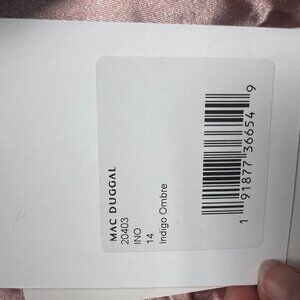 MAC DUGGAL
20403
INO
14
Indigo Ombre
1 91877 36654 9